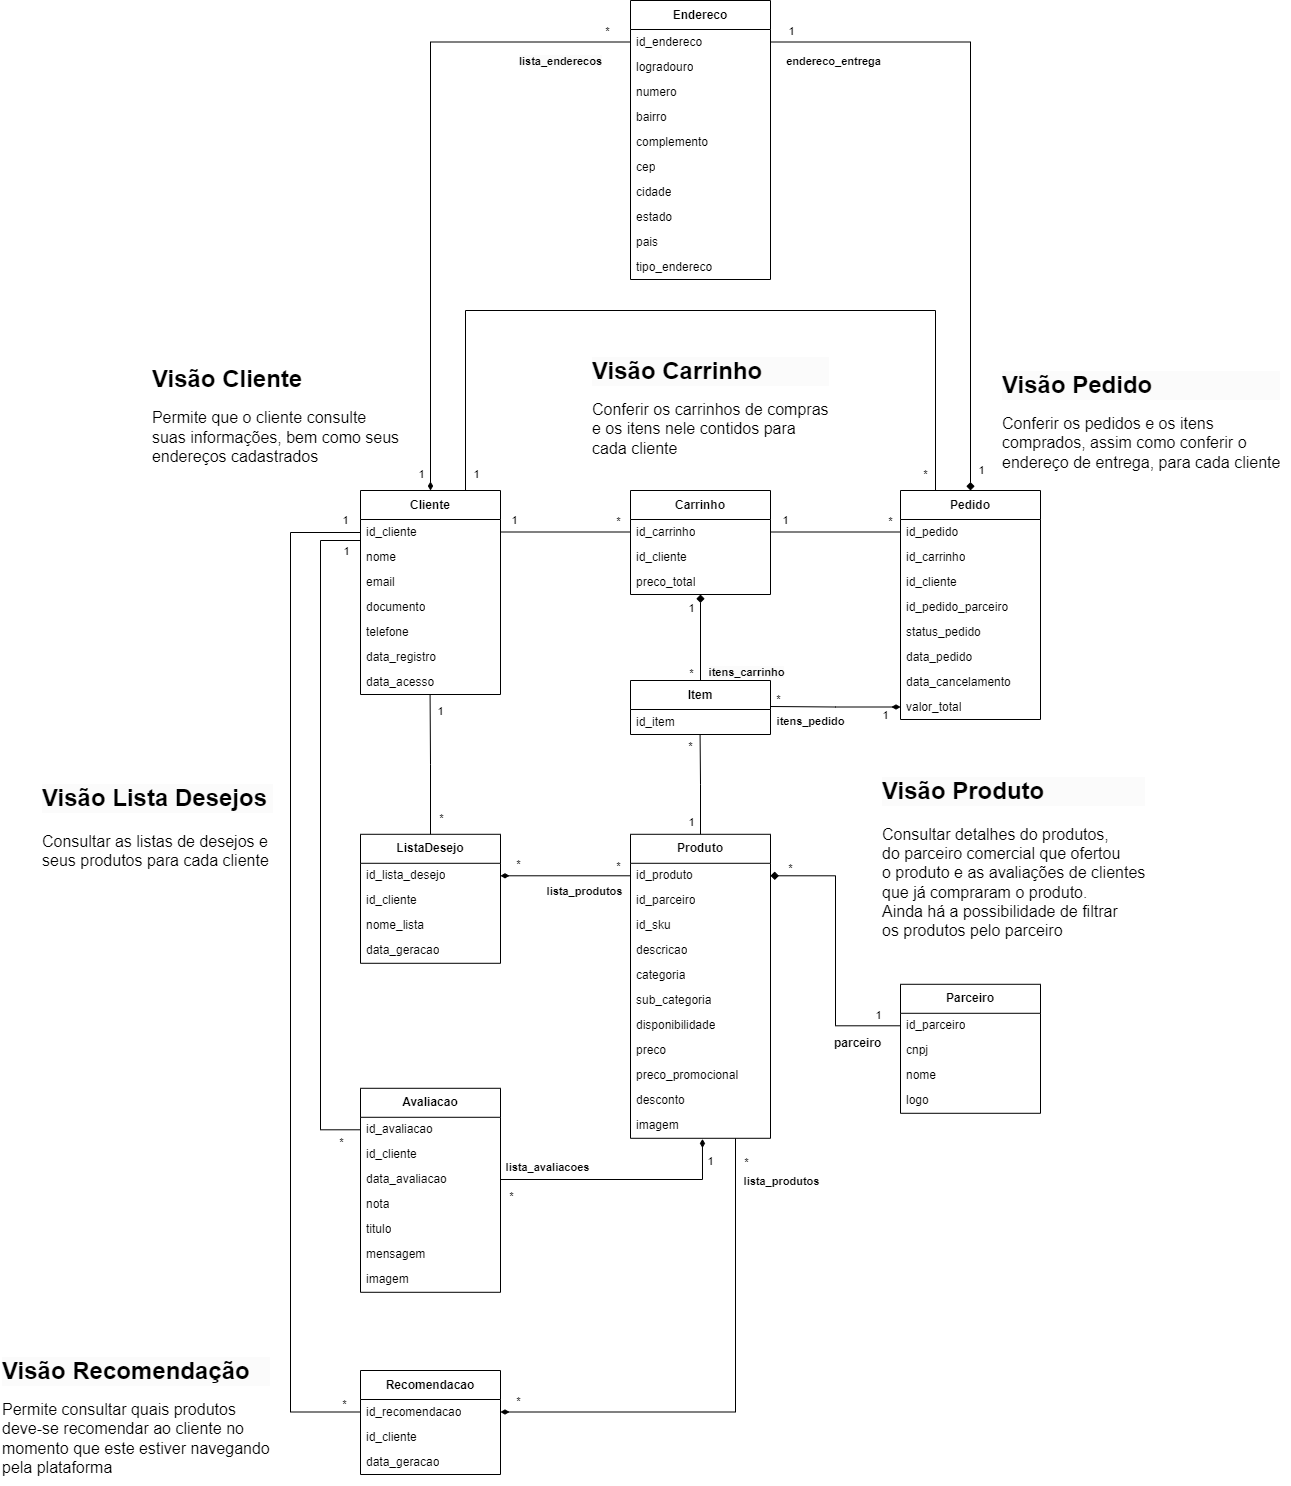 Endereco
id_endereco
logradouro
numero
bairro
complemento
cep
cidade
estado
pais
tipo_endereco
*
lista_enderecos
1
endereco_entrega
Visão Cliente
Permite que o cliente consulte
suas informações, bem como seus
endereços cadastrados
Visão Carrinho
Conferir os carrinhos de compras
e os itens nele contidos para
cada cliente
Visão Pedido
Conferir os pedidos e os itens
comprados, assim como conferir o
endereço de entrega, para cada cliente
1
1
*
1
Cliente
id_cliente
nome
email
documento
telefone
data_registro
data_acesso
1
1
1
*
Carrinho
id_carrinho
id_cliente
preco_total
1
*
Pedido
id_pedido
id_carrinho
id_cliente
id_pedido_parceiro
status_pedido
data_pedido
data_cancelamento
valor_total
1
*
itens_carrinho
Item
id_item
*
itens_pedido
1
1
*
*
1
Visão Lista Desejos
Consultar as listas de desejos e
seus produtos para cada cliente
Visão Produto
Consultar detalhes do produtos,
do parceiro comercial que ofertou
o produto e as avaliações de clientes
que já compraram o produto.
Ainda há a possibilidade de filtrar
os produtos pelo parceiro
ListaDesejo
id_lista_desejo
id_cliente
nome_lista
data_geracao
*
*
lista_produtos
Produto
id_produto
id_parceiro
id_sku
descricao
categoria
sub_categoria
disponibilidade
preco
preco_promocional
desconto
imagem
*
1
parceiro
Parceiro
id_parceiro
cnpj
nome
logo
Avaliacao
id_avaliacao
id_cliente
data_avaliacao
nota
titulo
mensagem
imagem
*
lista_avaliacoes
*
1
*
lista_produtos
Visão Recomendação
Permite consultar quais produtos
deve-se recomendar ao cliente no
momento que este estiver navegando
pela plataforma
*
Recomendacao
id_recomendacao
id_cliente
data_geracao
*